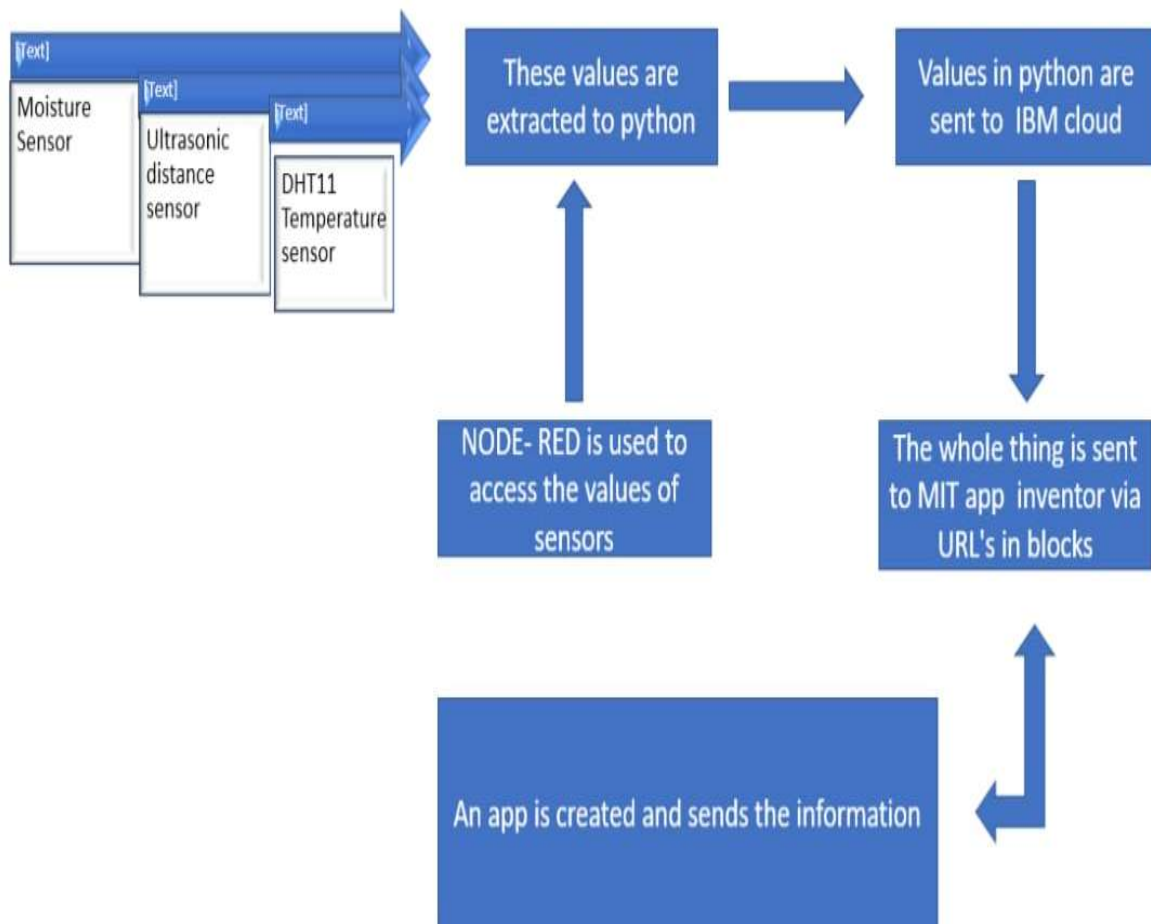 [Text]
Moisture
Sensor
[Text]
Ultrasonic
distance
sensor
[Text]
DHT11
Temperature
sensor
These values are
extracted to python
Values in python are
sent to IBM cloud
NODE- RED is used to
access the values of
sensors
The whole thing is sent
to MIT app inventor via
URL's in blocks
An app is created and sends the information